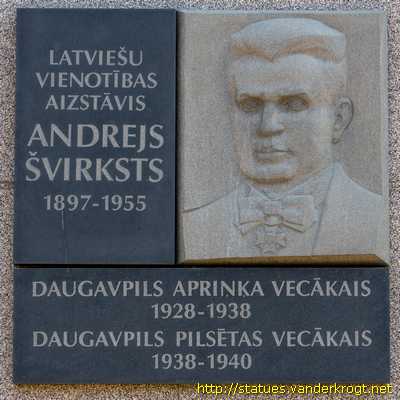 LATVIEŠU
VIENOTĪBAS
AIZSTĀVIS
ANDREJS
ŠVIRKSTS
1897-1955
DAUGAVPILS APRIŅĶA VECĀKAIS
1928-1938
DAUGAVPILS PILSĒTAS VECĀKAIS
1938-1940
http://statues.vanderkrogt.net